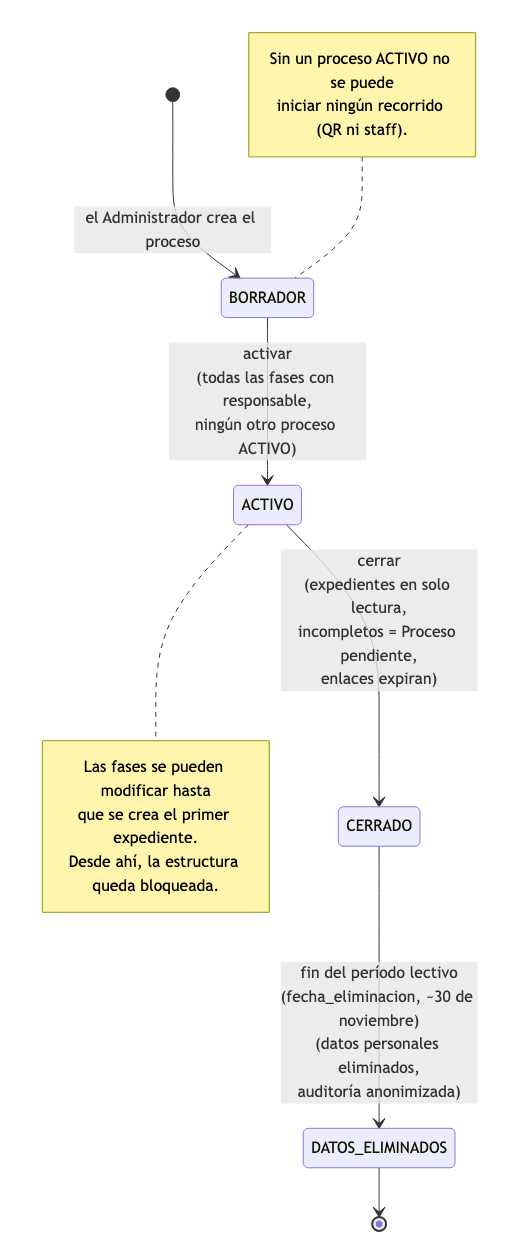 Sin un proceso ACTIVO no
se puede
iniciar ningún recorrido
(QR ni staff).
el Administrador crea el
proceso
BORRADOR
activar
(todas las fases con
responsable,
ningún otro proceso
ACTIVO)
ACTIVO
cerrar
(expedientes en solo
lectura,
incompletos = Proceso
pendiente,
enlaces expiran)
Las fases se pueden
modificar hasta
que se crea el primer
expediente.
Desde ahí, la estructura
queda bloqueada.
CERRADO
fin del período lectivo
(fecha_eliminacion, ~30 de
noviembre)
(datos personales
eliminados,
auditoría anonimizada)
DATOS_ELIMINADOS